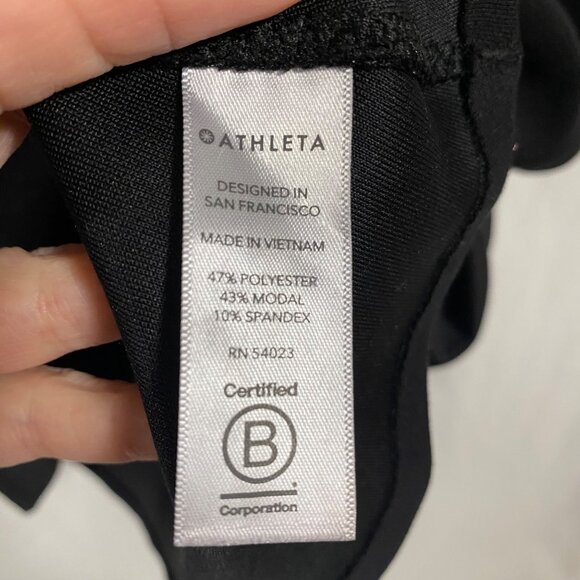 ATHLETA
DESIGNED IN
SAN FRANCISCO
MADE IN VIETNAM
47% POLYESTER
43% MODAL
10% SPANDEX
RN 54023
Certified
B
Corporation